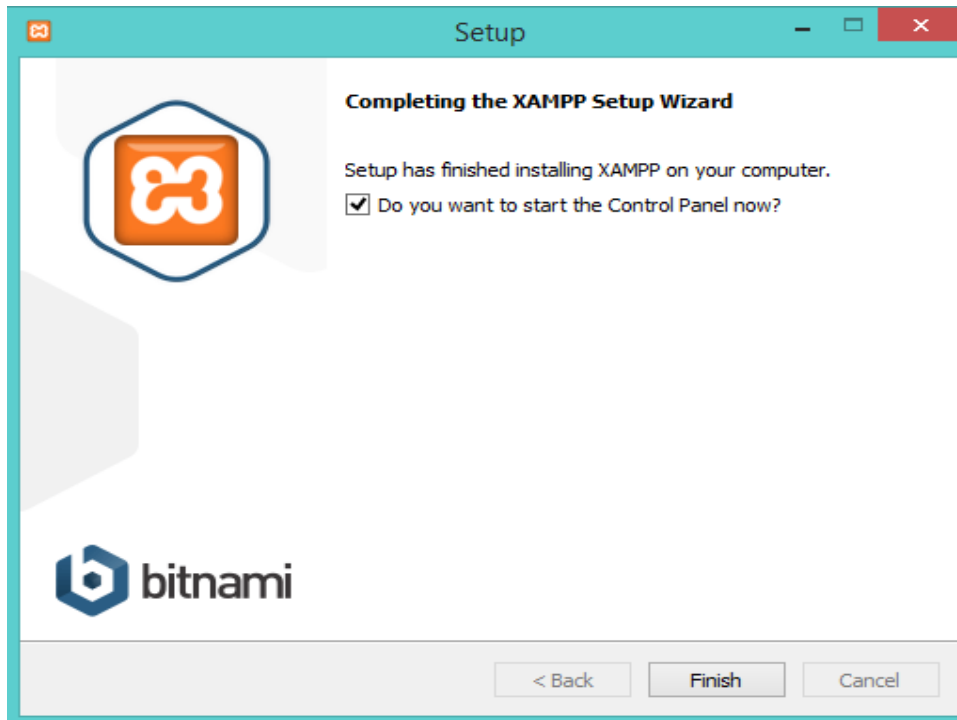 Setup
Completing the XAMPP Setup Wizard
Setup has finished installing XAMPP on your computer.
Do you want to start the Control Panel now?
bitnami
< Back
Finish
Cancel